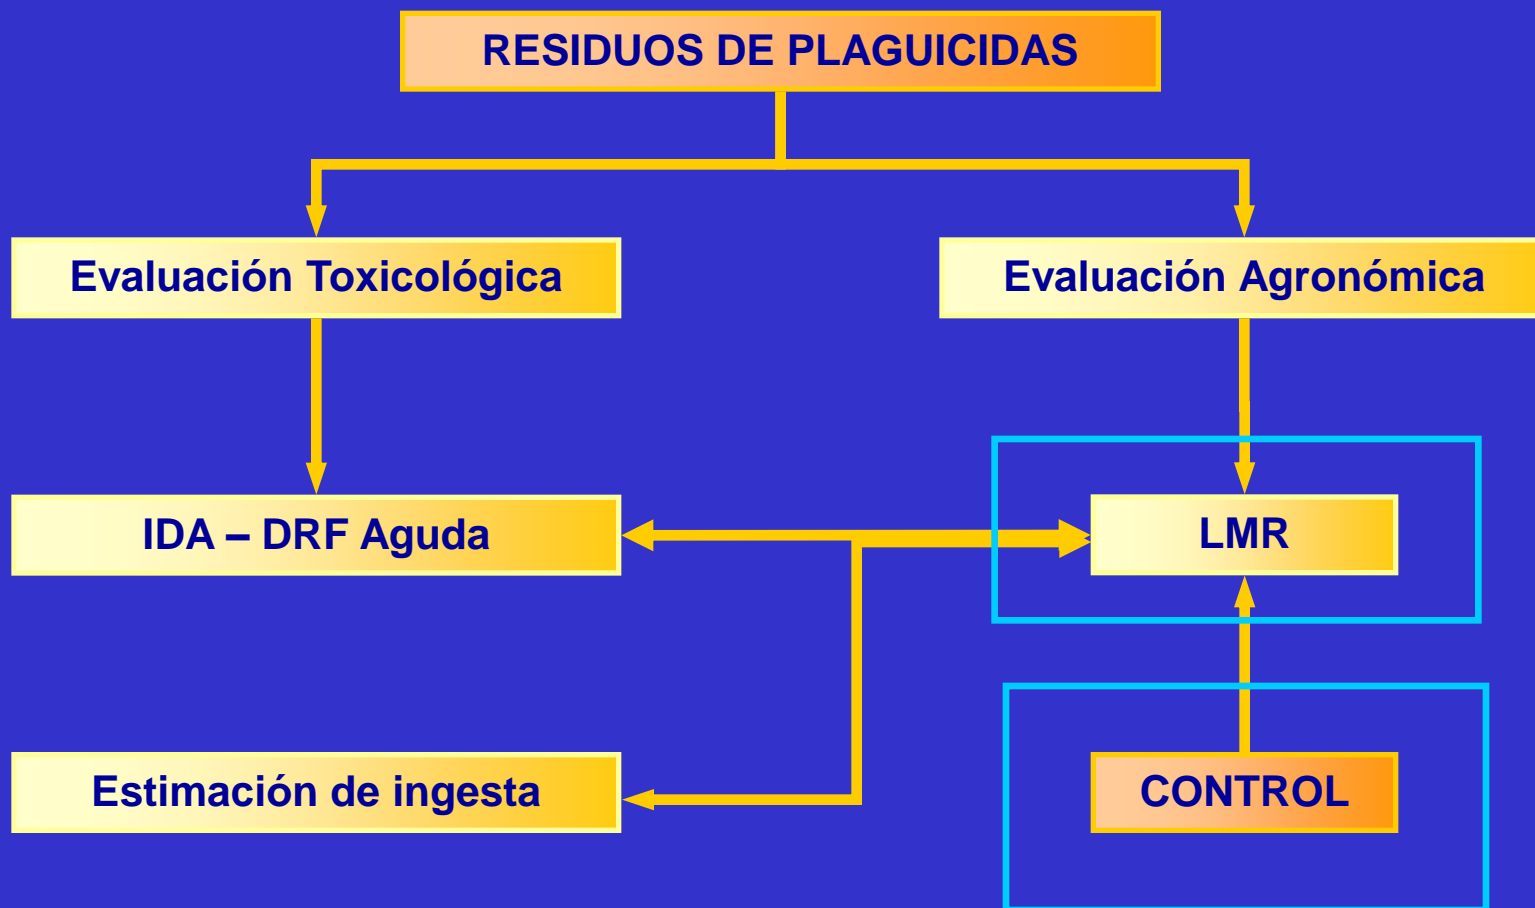 RESIDUOS DE PLAGUICIDAS
Evaluación Toxicológica
Evaluación Agronómica
IDA – DRF Aguda
LMR
Estimación de ingesta
CONTROL